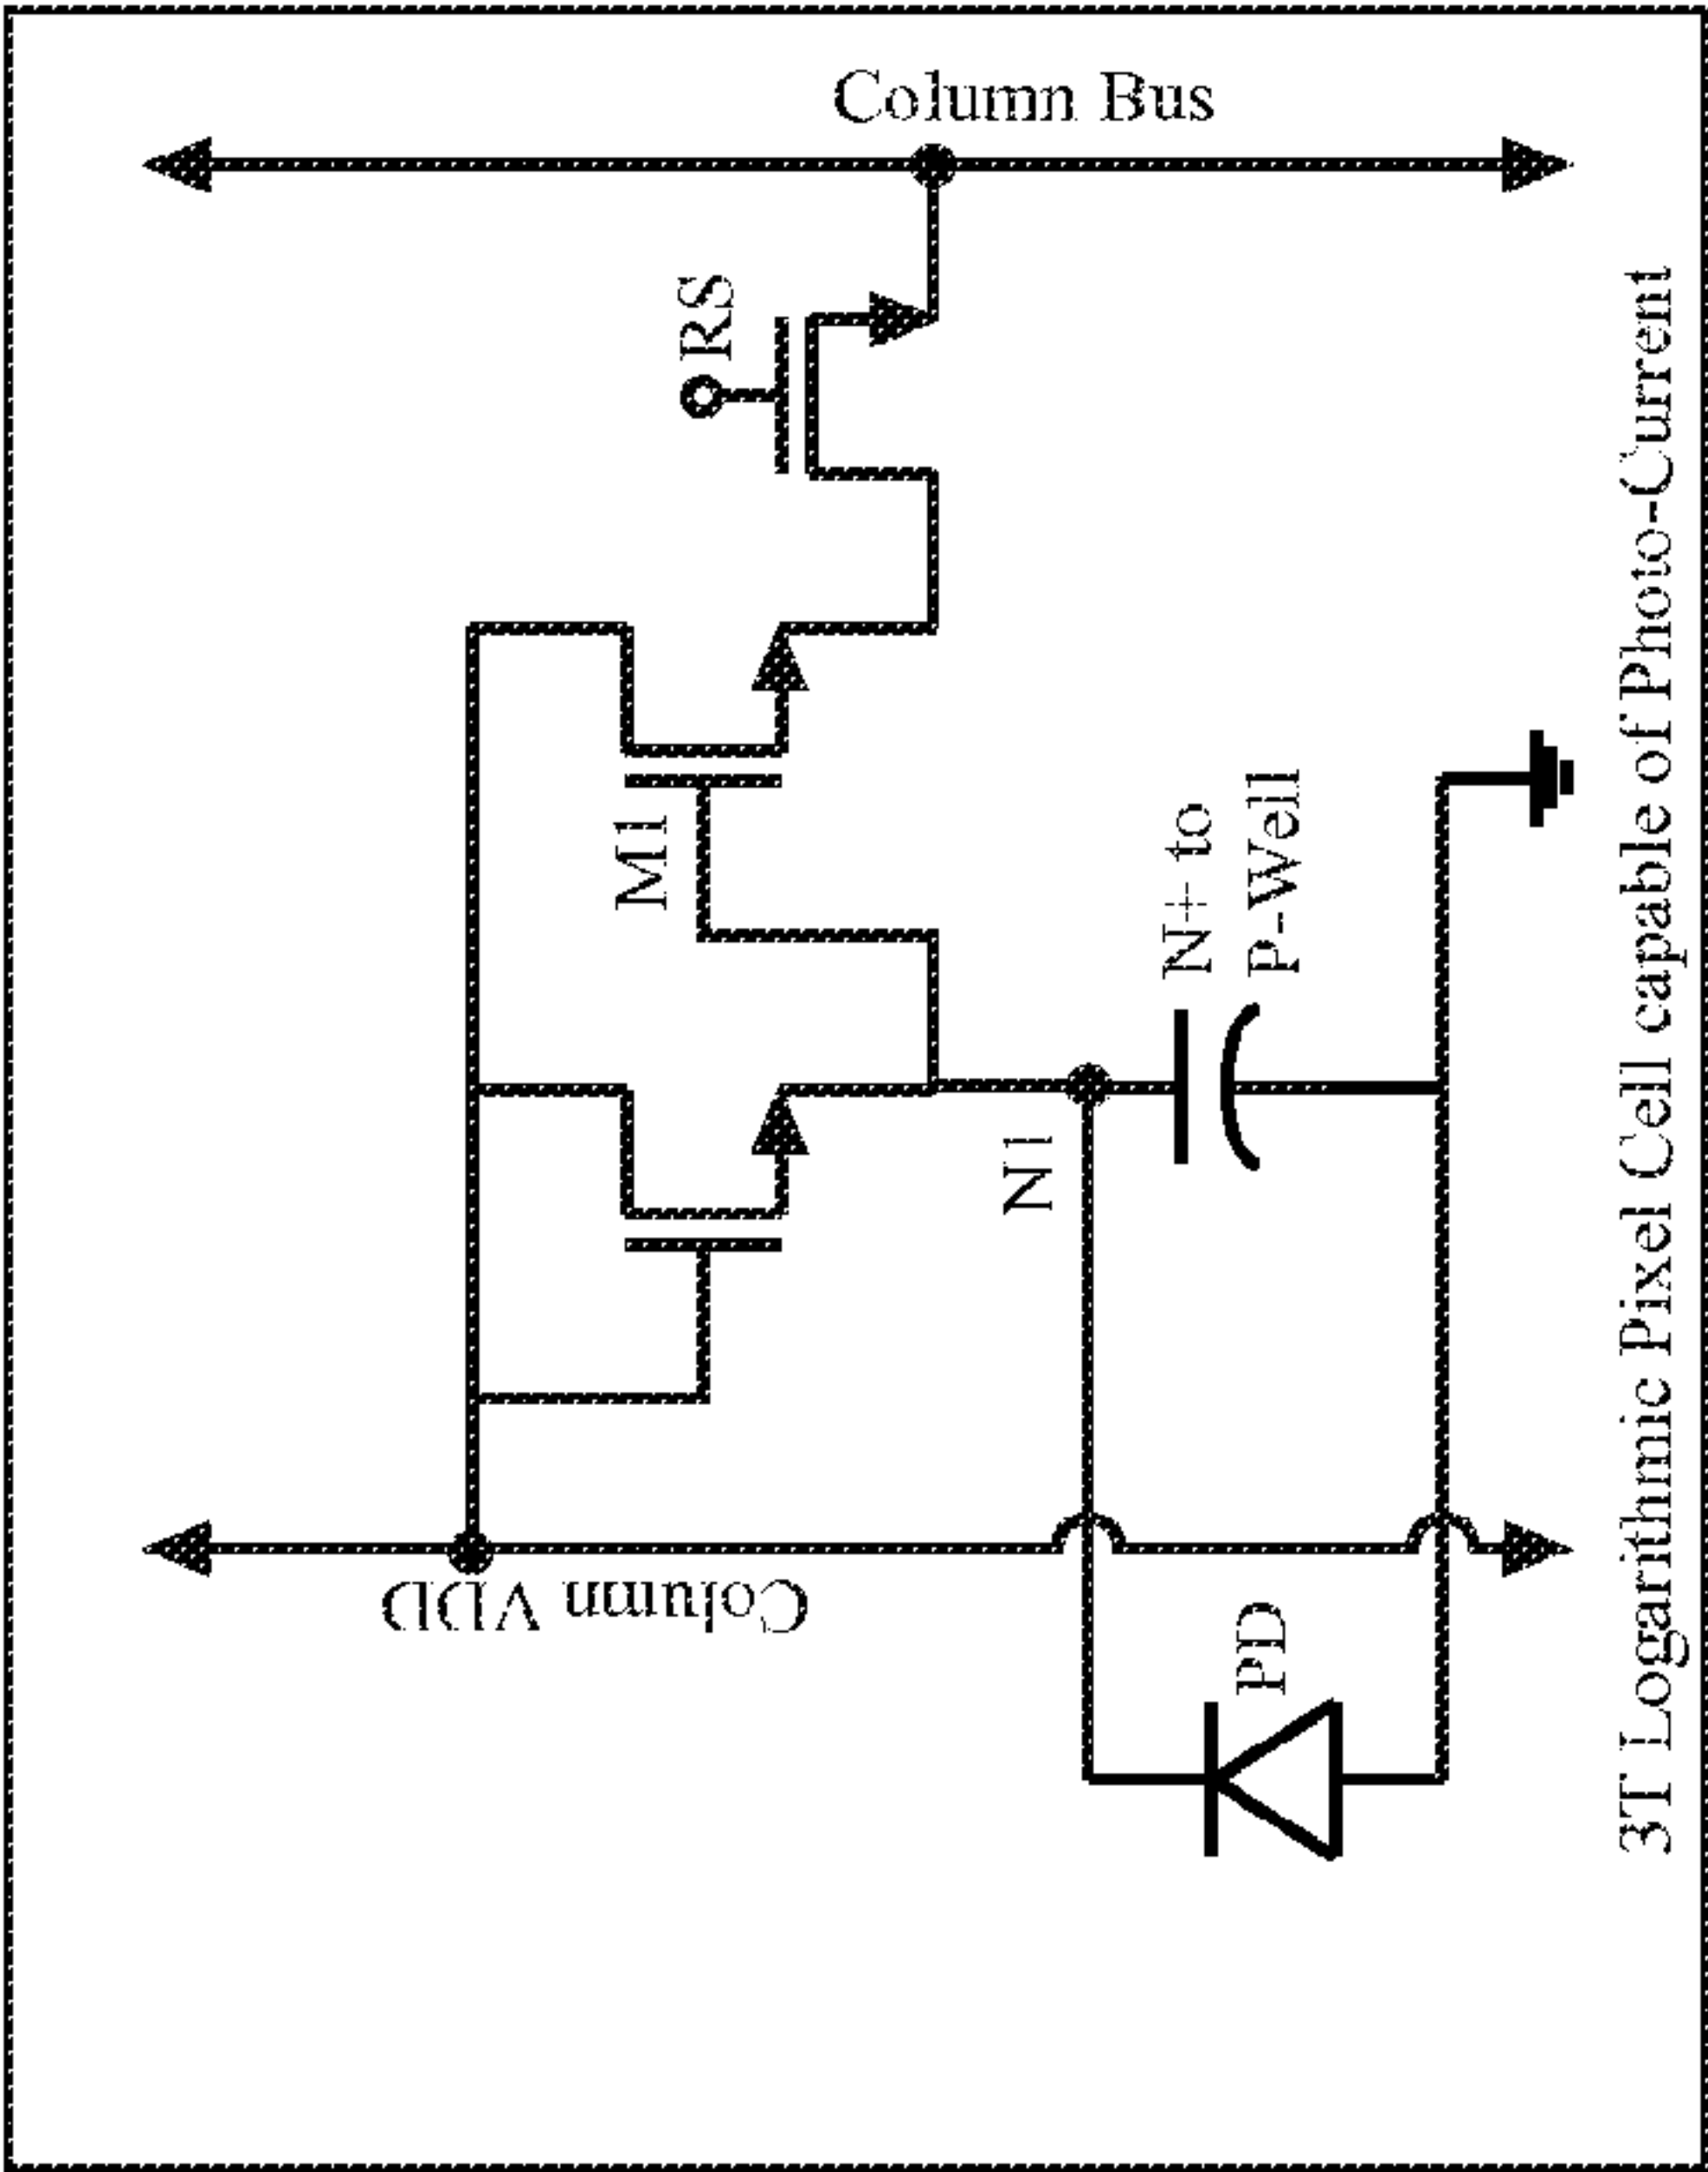 Column VDD
Column Bus
RS
M1
N1
N+ to
P-Well
PD
3T Logarithmic Pixel Cell capable of Photo-Current